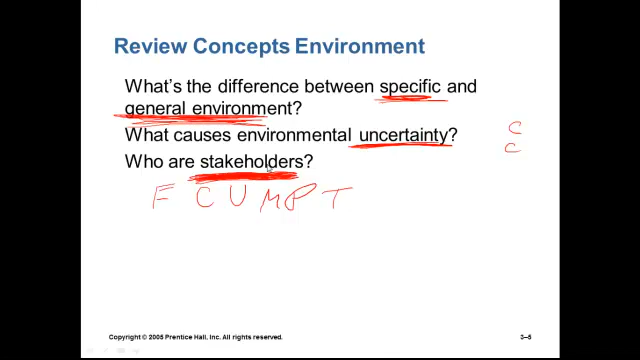 Review Concepts Environment
What's the difference between specific and
general environment?
What causes environmental uncertainty?
C
C
Who are stakeholders?
F C U M P T
Copyright © 2005 Prentice Hall, Inc. All rights reserved.
3–5